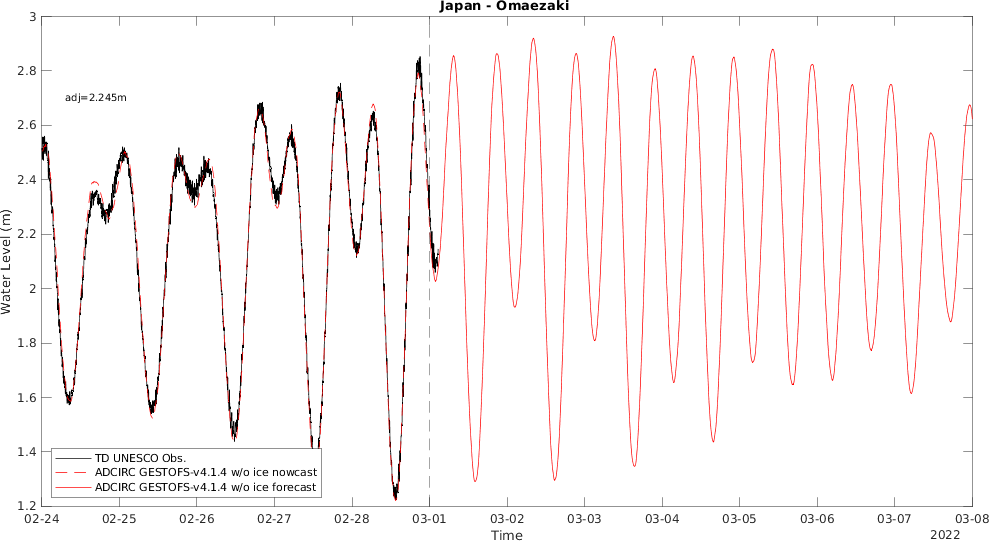 Japan - Omaezaki
3
2.8
2.6
2.4
2.2
2
1.8
1.6
1.4
1.2
Water Level (m)
adj=2.245m
TD UNESCO Obs.
ADCIRC GESTOFS-v4.1.4 w/o ice nowcast
ADCIRC GESTOFS-v4.1.4 w/o ice forecast
02-24 02-25 02-26 02-27 02-28 03-01 03-02 03-03 03-04 03-05 03-06 03-07 03-08
Time
2022